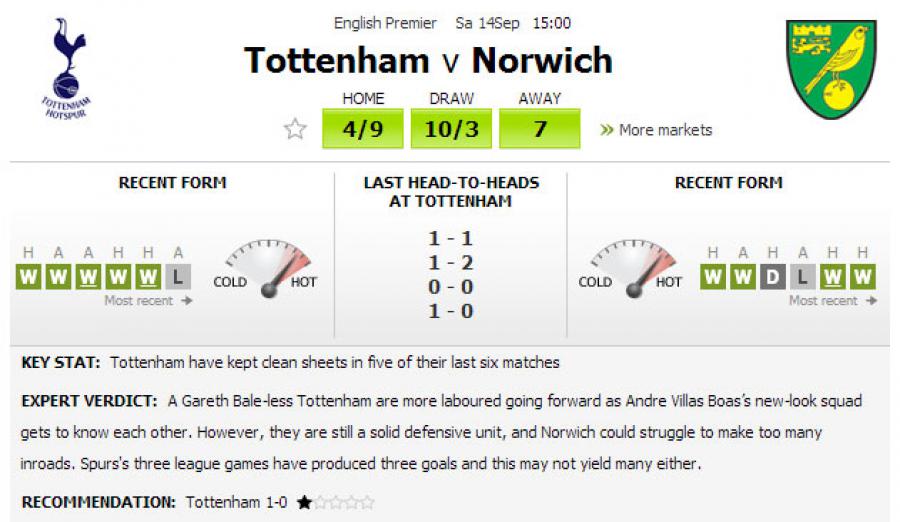 English Premier Sa 14Sep 15:00
Tottenham v Norwich
TOTTENHAM
HOTSPUR
HOME DRAW AWAY
4/9 10/3 7 » More markets
RECENT FORM
H A A H H A
W W W W W L
COLD HOT
Most recent →
LAST HEAD-TO-HEADS
AT TOTTENHAM
1 - 1
1 - 2
0 - 0
1 - 0
RECENT FORM
COLD HOT
H A H A H H
W W D L W W
Most recent →
KEY STAT: Tottenham have kept clean sheets in five of their last six matches
EXPERT VERDICT: A Gareth Bale-less Tottenham are more laboured going forward as Andre Villas Boas's new-look squad
gets to know each other. However, they are still a solid defensive unit, and Norwich could struggle to make too many
inroads. Spurs's three league games have produced three goals and this may not yield many either.
RECOMMENDATION: Tottenham 1-0 ★☆☆☆☆